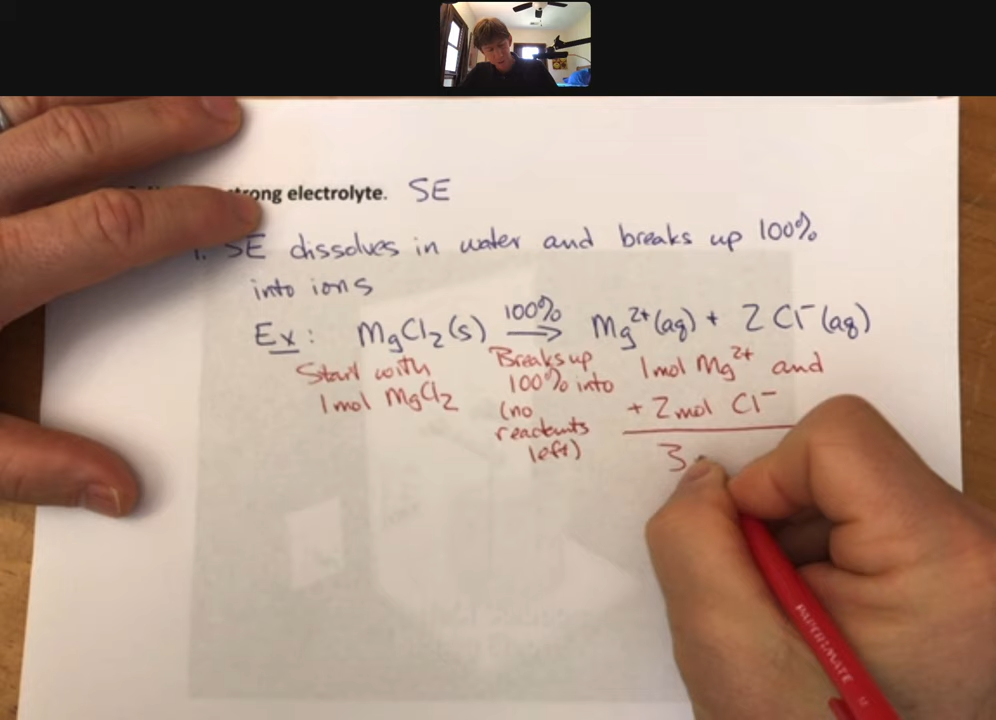 strong electrolyte. SE
1. SE dissolves in water and breaks up 100%
into ions
Ex: MgCl₂(s) 100% → Mg²⁺(aq) + 2 Cl⁻(aq)
Start with
1 mol MgCl₂
Breaks up
100% into
(no
reactants
left)
1 mol Mg²⁺ and
+ 2 mol Cl⁻
3
PAPERMATE